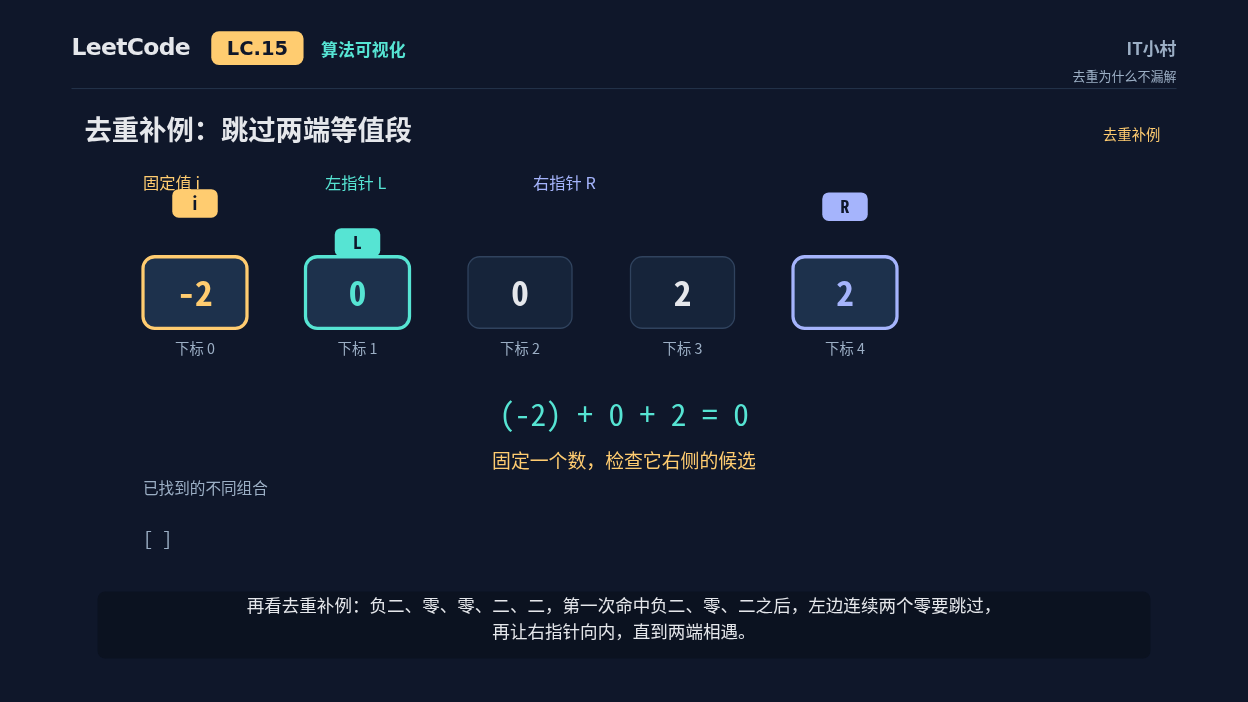 LeetCode LC.15 算法可视化 IT小村
去重为什么不漏解
去重补例：跳过两端等值段 去重补例
固定值 i 左指针 L 右指针 R
i R
L
-2 0 0 2 2
下标 0 下标 1 下标 2 下标 3 下标 4
（-2）+ 0 + 2 = 0
固定一个数，检查它右侧的候选
已找到的不同组合
[ ]
再看去重补例：负二、零、零、二、二，第一次命中负二、零、二之后，左边连续两个零要跳过，
再让右指针向内，直到两端相遇。